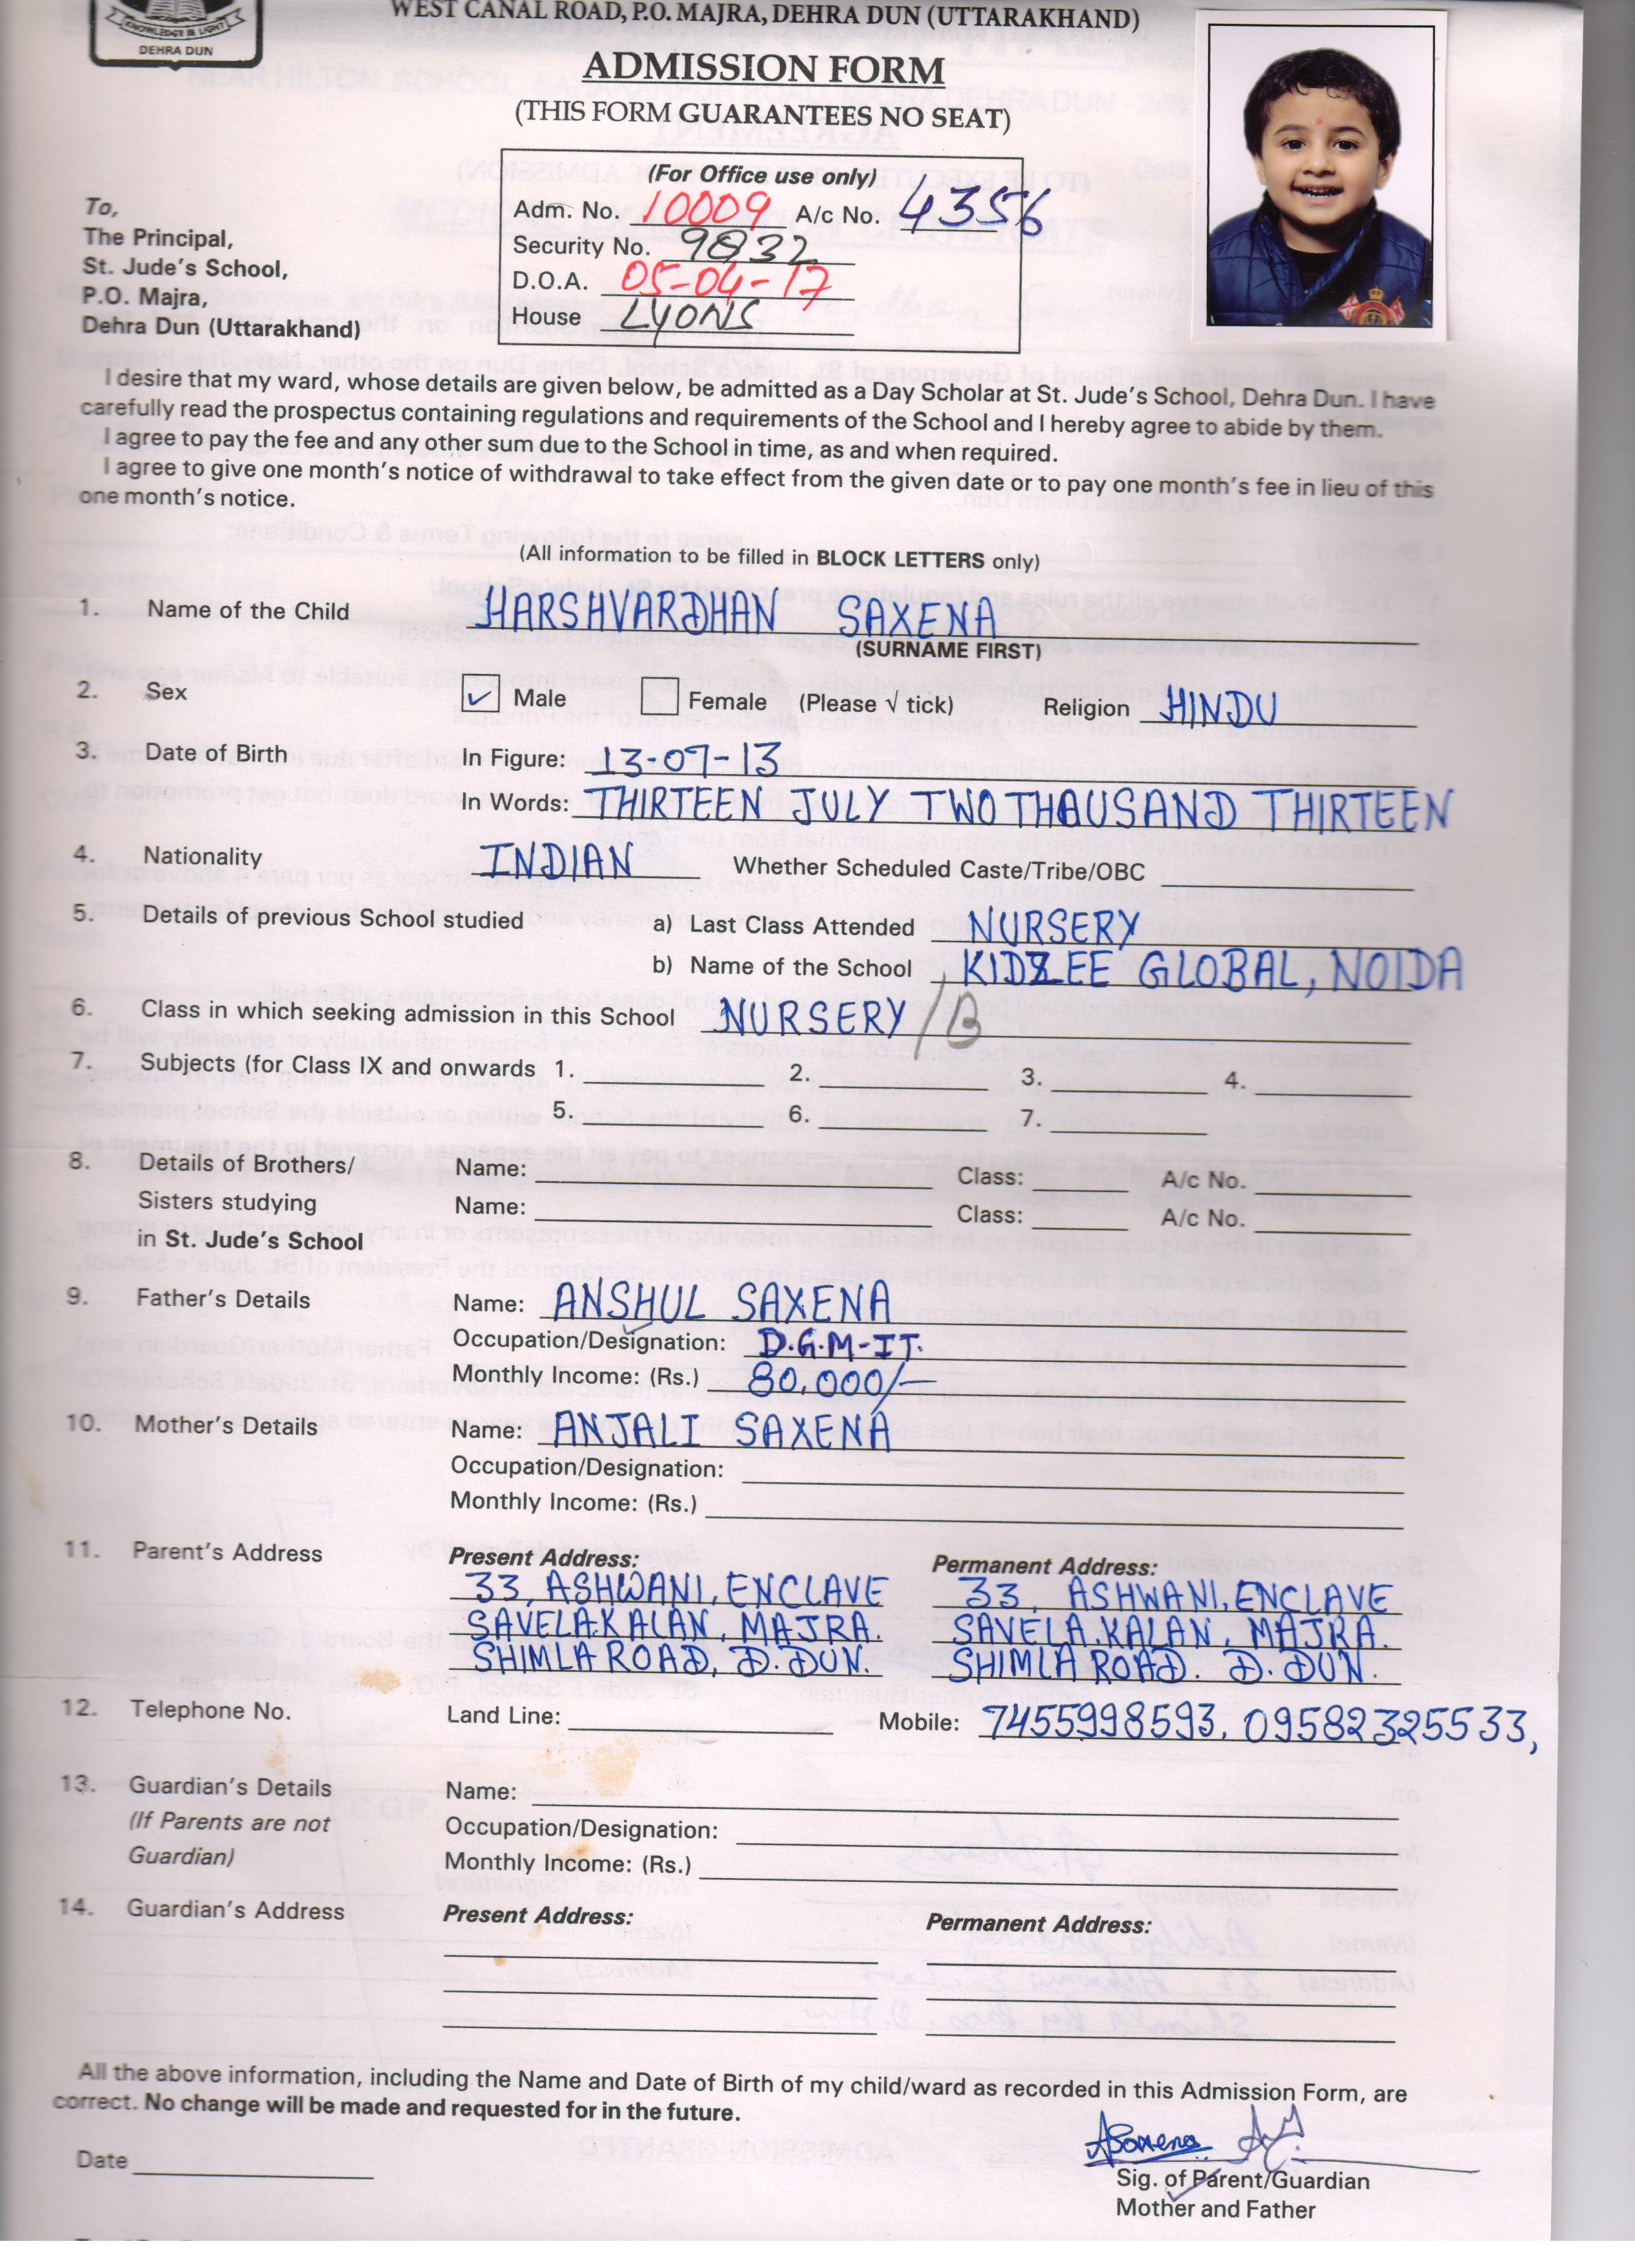 KNOWLEDGE IS LIGHT
DEHRA DUN
WEST CANAL ROAD, P.O. MAJRA, DEHRA DUN (UTTARAKHAND)
ADMISSION FORM
(THIS FORM GUARANTEES NO SEAT)
(For Office use only)
Adm. No. 10009 A/c No. 4356
Security No. 9832
D.O.A. 05-04-17
House LYONS
To,
The Principal,
St. Jude's School,
P.O. Majra,
Dehra Dun (Uttarakhand)
I desire that my ward, whose details are given below, be admitted as a Day Scholar at St. Jude's School, Dehra Dun. I have
carefully read the prospectus containing regulations and requirements of the School and I hereby agree to abide by them.
I agree to pay the fee and any other sum due to the School in time, as and when required.
I agree to give one month's notice of withdrawal to take effect from the given date or to pay one month's fee in lieu of this
one month's notice.
(All information to be filled in BLOCK LETTERS only)
1. Name of the Child HARSHVARDHAN SAXENA
(SURNAME FIRST)
2. Sex ✓ Male Female (Please √ tick) Religion HINDU
3. Date of Birth In Figure: 13-07-13
In Words: THIRTEEN JULY TWO THAUSAND THIRTEEN
4. Nationality INDIAN Whether Scheduled Caste/Tribe/OBC
5. Details of previous School studied a) Last Class Attended NURSERY
b) Name of the School KIDZEE GLOBAL, NOIDA
6. Class in which seeking admission in this School NURSERY /B
7. Subjects (for Class IX and onwards 1. 2. 3. 4.
5. 6. 7.
8. Details of Brothers/ Name: Class: A/c No.
Sisters studying Name: Class: A/c No.
in St. Jude's School
9. Father's Details Name: ANSHUL SAXENA
Occupation/Designation: D.G.M-IT.
Monthly Income: (Rs.) 80,000/-
10. Mother's Details Name: ANJALI SAXENA
Occupation/Designation:
Monthly Income: (Rs.)
11. Parent's Address Present Address: Permanent Address:
33, ASHWANI, ENCLAVE 33, ASHWANI, ENCLAVE
SAVELA.KALAN, MAJRA. SAVELA.KALAN, MAJRA.
SHIMLA ROAD, D.DUN. SHIMLA ROAD. D.DUN.
12. Telephone No. Land Line: Mobile: 7455998593, 09582325533,
13. Guardian's Details Name:
(If Parents are not Occupation/Designation:
Guardian) Monthly Income: (Rs.)
14. Guardian's Address Present Address: Permanent Address:
All the above information, including the Name and Date of Birth of my child/ward as recorded in this Admission Form, are
correct. No change will be made and requested for in the future.
ASaxena
Date
Sig. of Parent/Guardian
Mother and Father